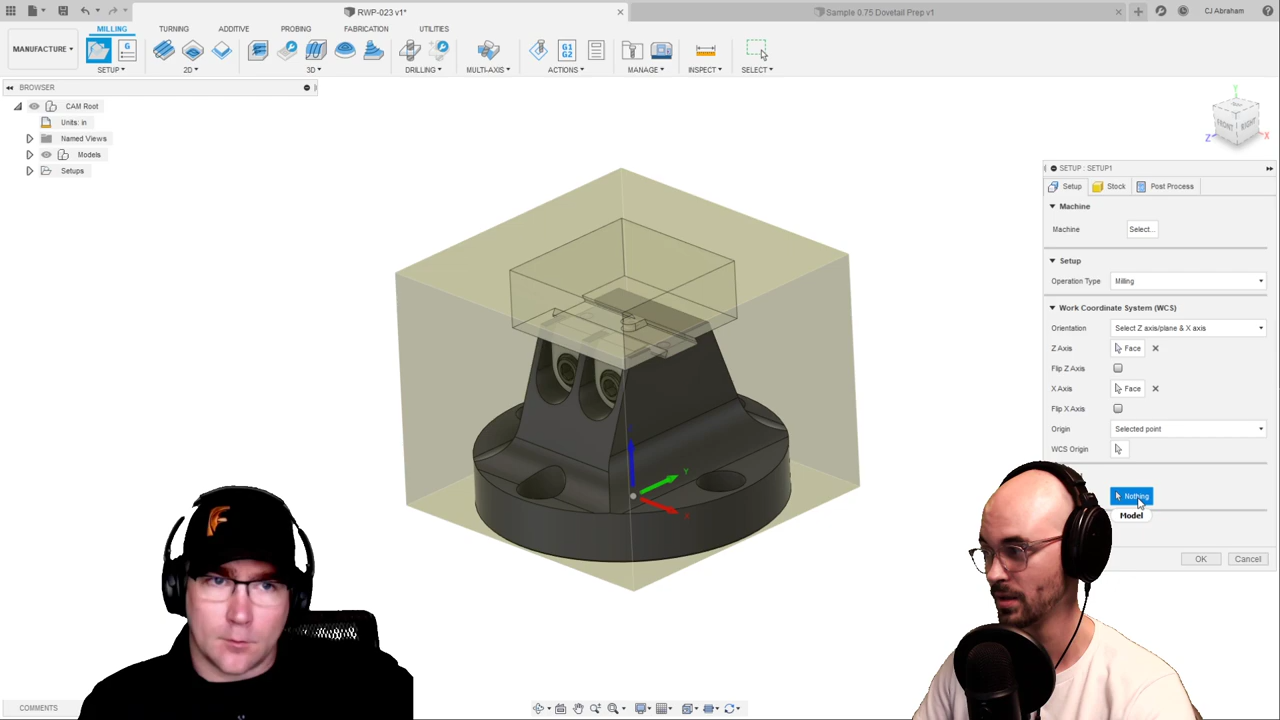 RWP-023 v1*
Sample 0.75 Dovetail Prep v1
CJ Abraham
MANUFACTURE
MILLING TURNING ADDITIVE PROBING FABRICATION UTILITIES
G G1 G2
SETUP 2D 3D DRILLING MULTI-AXIS ACTIONS MANAGE INSPECT SELECT
BROWSER
CAM Root
Units: in
Named Views
Models
Setups
Y
FRONT RIGHT
Z X
SETUP : SETUP1
Setup Stock Post Process
Machine
Machine Select...
Setup
Operation Type Milling
Work Coordinate System (WCS)
Orientation Select Z axis/plane & X axis
Z Axis Face
Flip Z Axis
X Axis Face
Flip X Axis
Origin Selected point
WCS Origin
Nothing
Model
OK Cancel
Y
X
COMMENTS